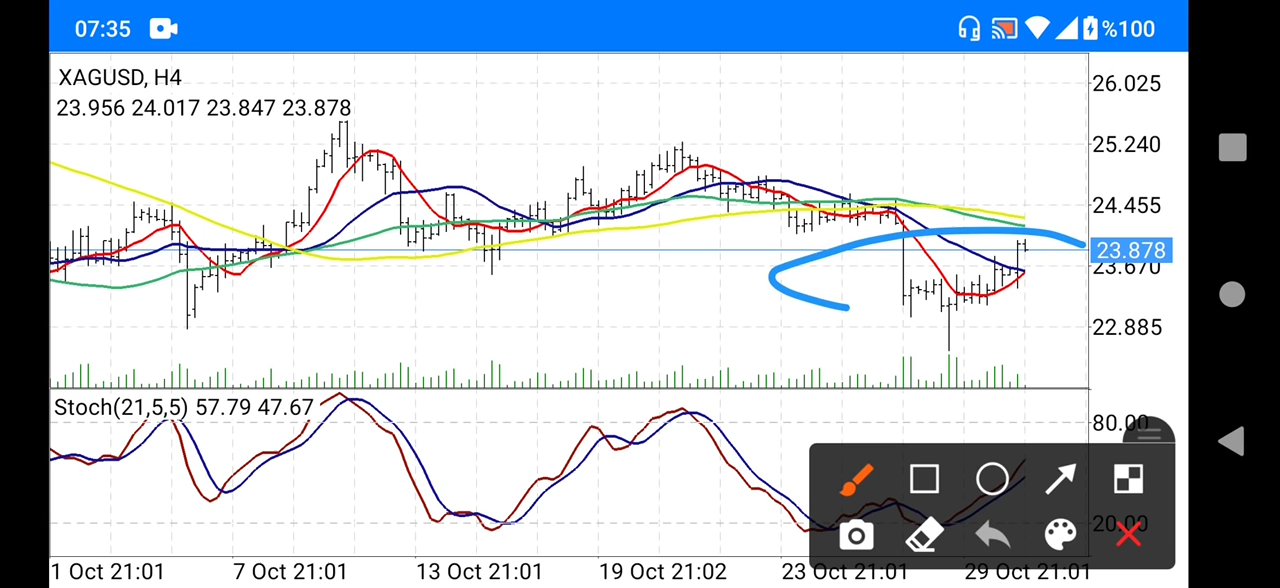 07:35
%100
XAGUSD, H4
23.956 24.017 23.847 23.878
26.025
25.240
24.455
23.878
23.670
22.885
Stoch(21,5,5) 57.79 47.67
80.00
20.00
1 Oct 21:01 7 Oct 21:01 13 Oct 21:01 19 Oct 21:02 23 Oct 21:01 29 Oct 21:01